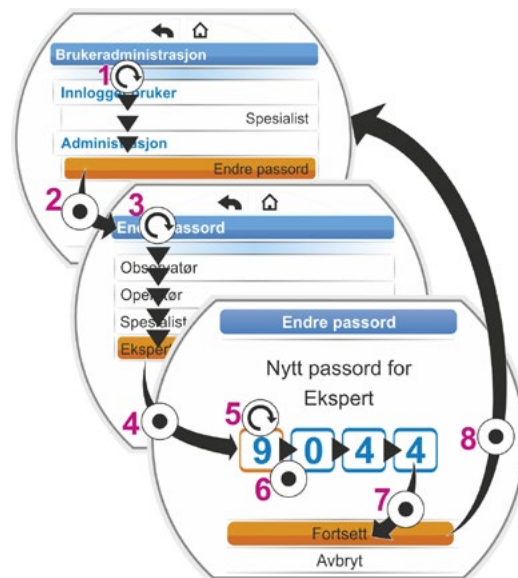 Brukeradministrasjon
1
Innlogget bruker
Spesialist
Administrasjon
Endre passord
2
3
Endre passord
Observatør
Operatør
Spesialist
Ekspert
4
Endre passord
Nytt passord for
Ekspert
5
9 0 4 4
6
7
8
Fortsett
Avbryt